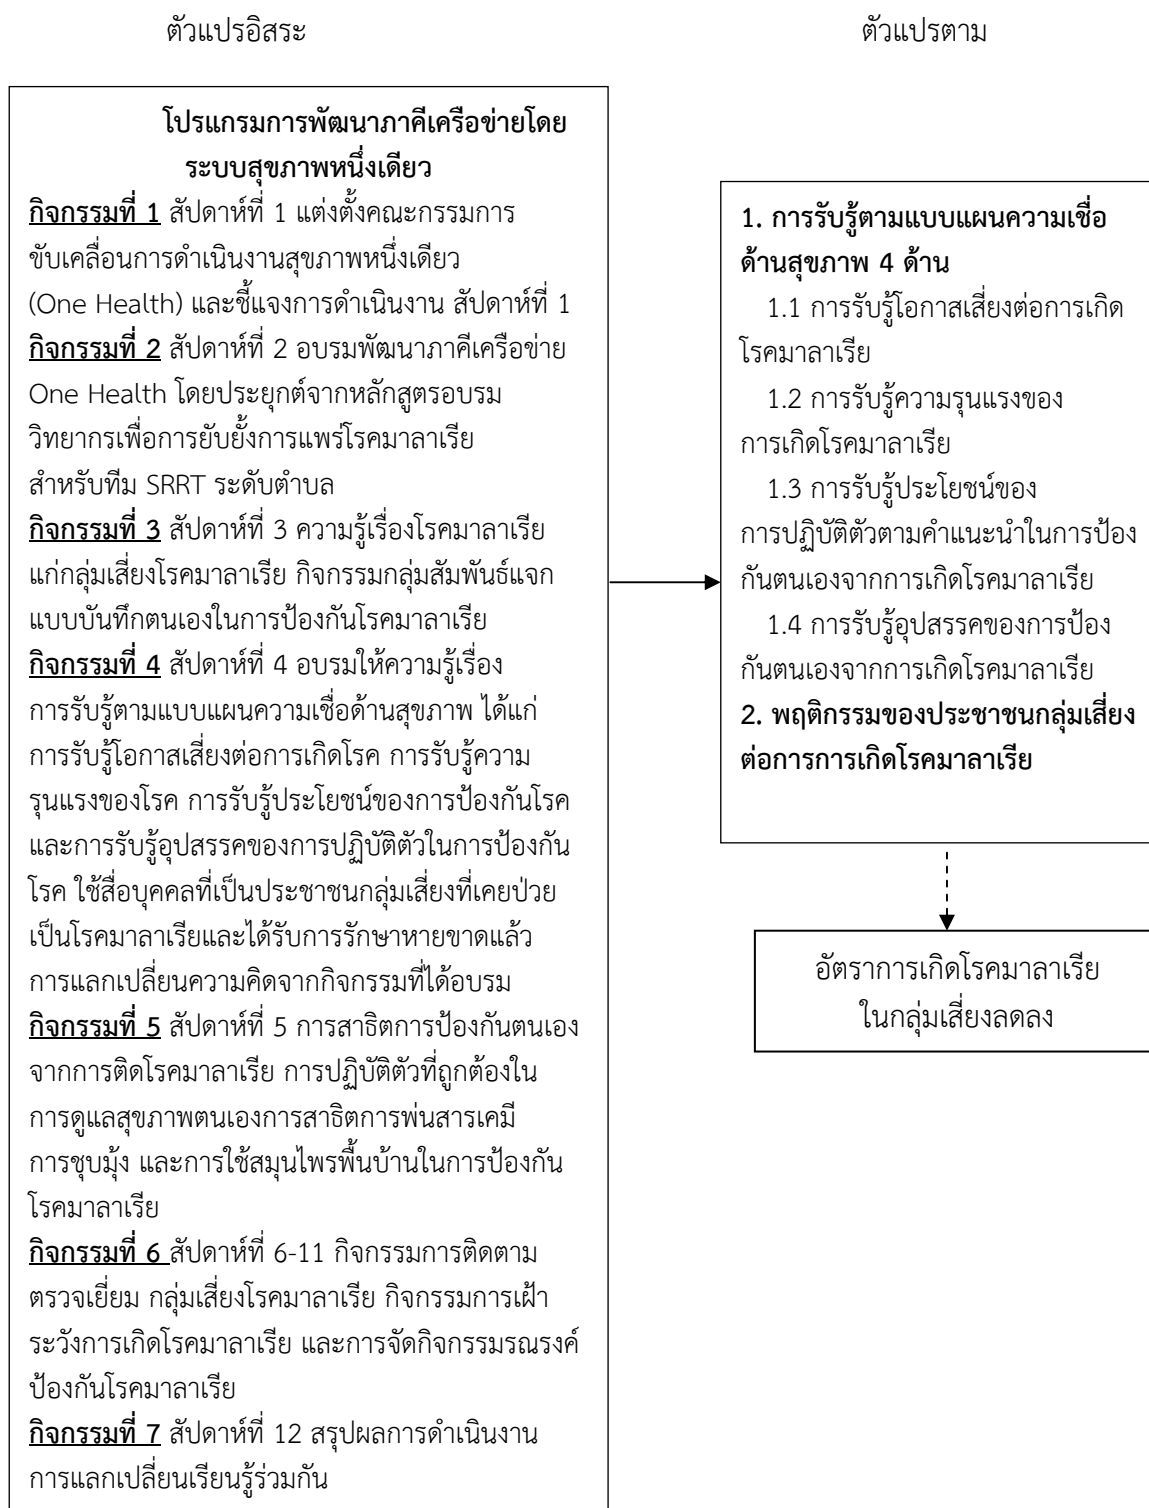 ตัวแปรอิสระ
ตัวแปรตาม
โปรแกรมการพัฒนาภาคีเครือข่ายโดย
ระบบสุขภาพหนึ่งเดียว
กิจกรรมที่ 1 สัปดาห์ที่ 1 แต่งตั้งคณะกรรมการ
ขับเคลื่อนการดำเนินงานสุขภาพหนึ่งเดียว
(One Health) และชี้แจงการดำเนินงาน สัปดาห์ที่ 1
กิจกรรมที่ 2 สัปดาห์ที่ 2 อบรมพัฒนาภาคีเครือข่าย
One Health โดยประยุกต์จากหลักสูตรอบรม
วิทยากรเพื่อการยับยั้งการแพร่โรคมาลาเรีย
สำหรับทีม SRRT ระดับตำบล
กิจกรรมที่ 3 สัปดาห์ที่ 3 ความรู้เรื่องโรคมาลาเรีย
แก่กลุ่มเสี่ยงโรคมาลาเรีย กิจกรรมกลุ่มสัมพันธ์แจก
แบบบันทึกตนเองในการป้องกันโรคมาลาเรีย
กิจกรรมที่ 4 สัปดาห์ที่ 4 อบรมให้ความรู้เรื่อง
การรับรู้ตามแบบแผนความเชื่อด้านสุขภาพ ได้แก่
การรับรู้โอกาสเสี่ยงต่อการเกิดโรค การรับรู้ความ
รุนแรงของโรค การรับรู้ประโยชน์ของการป้องกันโรค
และการรับรู้อุปสรรคของการปฏิบัติตัวในการป้องกัน
โรค ใช้สื่อบุคคลที่เป็นประชาชนกลุ่มเสี่ยงที่เคยป่วย
เป็นโรคมาลาเรียและได้รับการรักษาหายขาดแล้ว
การแลกเปลี่ยนความคิดจากกิจกรรมที่ได้อบรม
กิจกรรมที่ 5 สัปดาห์ที่ 5 การสาธิตการป้องกันตนเอง
จากการติดโรคมาลาเรีย การปฏิบัติตัวที่ถูกต้องใน
การดูแลสุขภาพตนเองการสาธิตการพ่นสารเคมี
การชุบมุ้ง และการใช้สมุนไพรพื้นบ้านในการป้องกัน
โรคมาลาเรีย
กิจกรรมที่ 6 สัปดาห์ที่ 6-11 กิจกรรมการติดตาม
ตรวจเยี่ยม กลุ่มเสี่ยงโรคมาลาเรีย กิจกรรมการเฝ้า
ระวังการเกิดโรคมาลาเรีย และการจัดกิจกรรมรณรงค์
ป้องกันโรคมาลาเรีย
กิจกรรมที่ 7 สัปดาห์ที่ 12 สรุปผลการดำเนินงาน
การแลกเปลี่ยนเรียนรู้ร่วมกัน
1. การรับรู้ตามแบบแผนความเชื่อ
ด้านสุขภาพ 4 ด้าน
1.1 การรับรู้โอกาสเสี่ยงต่อการเกิด
โรคมาลาเรีย
1.2 การรับรู้ความรุนแรงของ
การเกิดโรคมาลาเรีย
1.3 การรับรู้ประโยชน์ของ
การปฏิบัติตัวตามคำแนะนำในการป้อง
กันตนเองจากการเกิดโรคมาลาเรีย
1.4 การรับรู้อุปสรรคของการป้อง
กันตนเองจากการเกิดโรคมาลาเรีย
2. พฤติกรรมของประชาชนกลุ่มเสี่ยง
ต่อการการเกิดโรคมาลาเรีย
อัตราการเกิดโรคมาลาเรีย
ในกลุ่มเสี่ยงลดลง